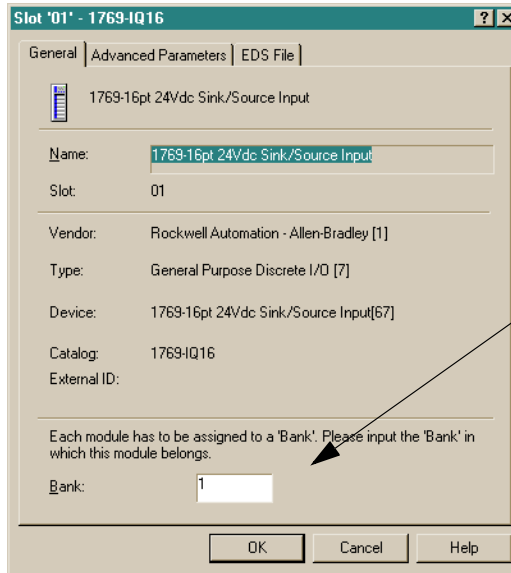 Slot '01' - 1769-IQ16
General Advanced Parameters EDS File
1769-16pt 24Vdc Sink/Source Input
Name: 1769-16pt 24Vdc Sink/Source Input
Slot: 01
Vendor: Rockwell Automation - Allen-Bradley [1]
Type: General Purpose Discrete I/O [7]
Device: 1769-16pt 24Vdc Sink/Source Input[67]
Catalog: 1769-IQ16
External ID:
Each module has to be assigned to a 'Bank'. Please input the 'Bank' in
which this module belongs.
Bank: 1
OK Cancel Help